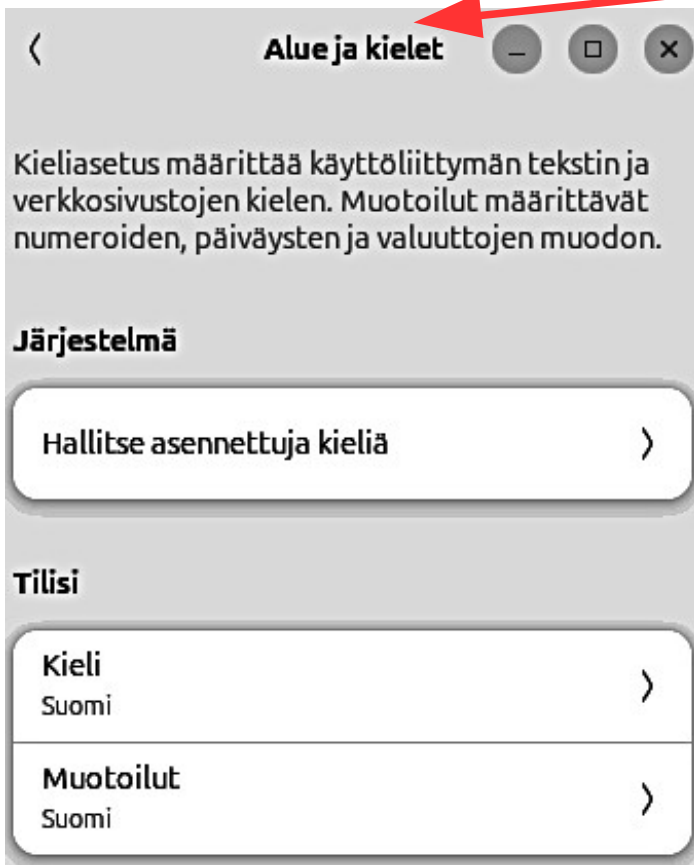 Alue ja kielet
Kieliasetus määrittää käyttöliittymän tekstin ja
verkkosivustojen kielen. Muotoilut määrittävät
numeroiden, päiväysten ja valuuttojen muodon.
Järjestelmä
Hallitse asennettuja kieliä
Tilisi
Kieli
Suomi
Muotoilut
Suomi